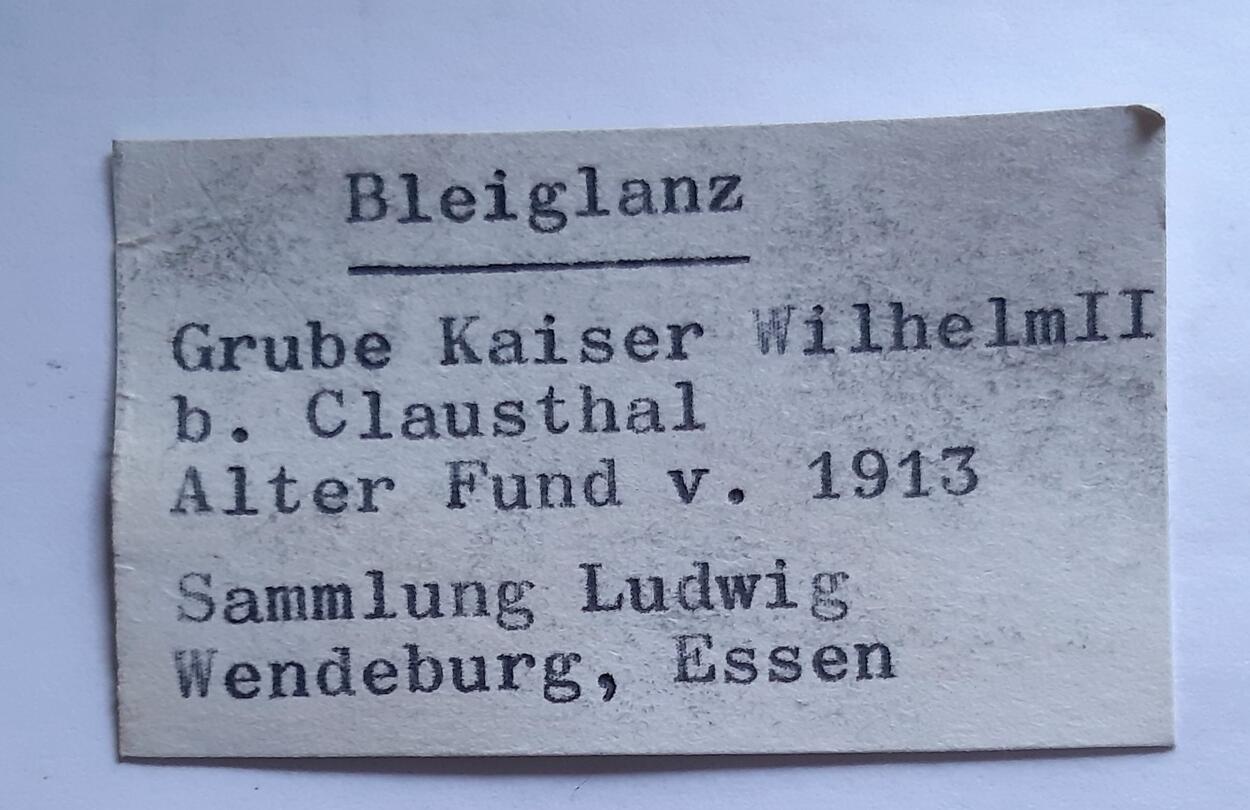 Bleiglanz
Grube Kaiser WilhelmII
b. Clausthal
Alter Fund v. 1913
Sammlung Ludwig
Wendeburg, Essen